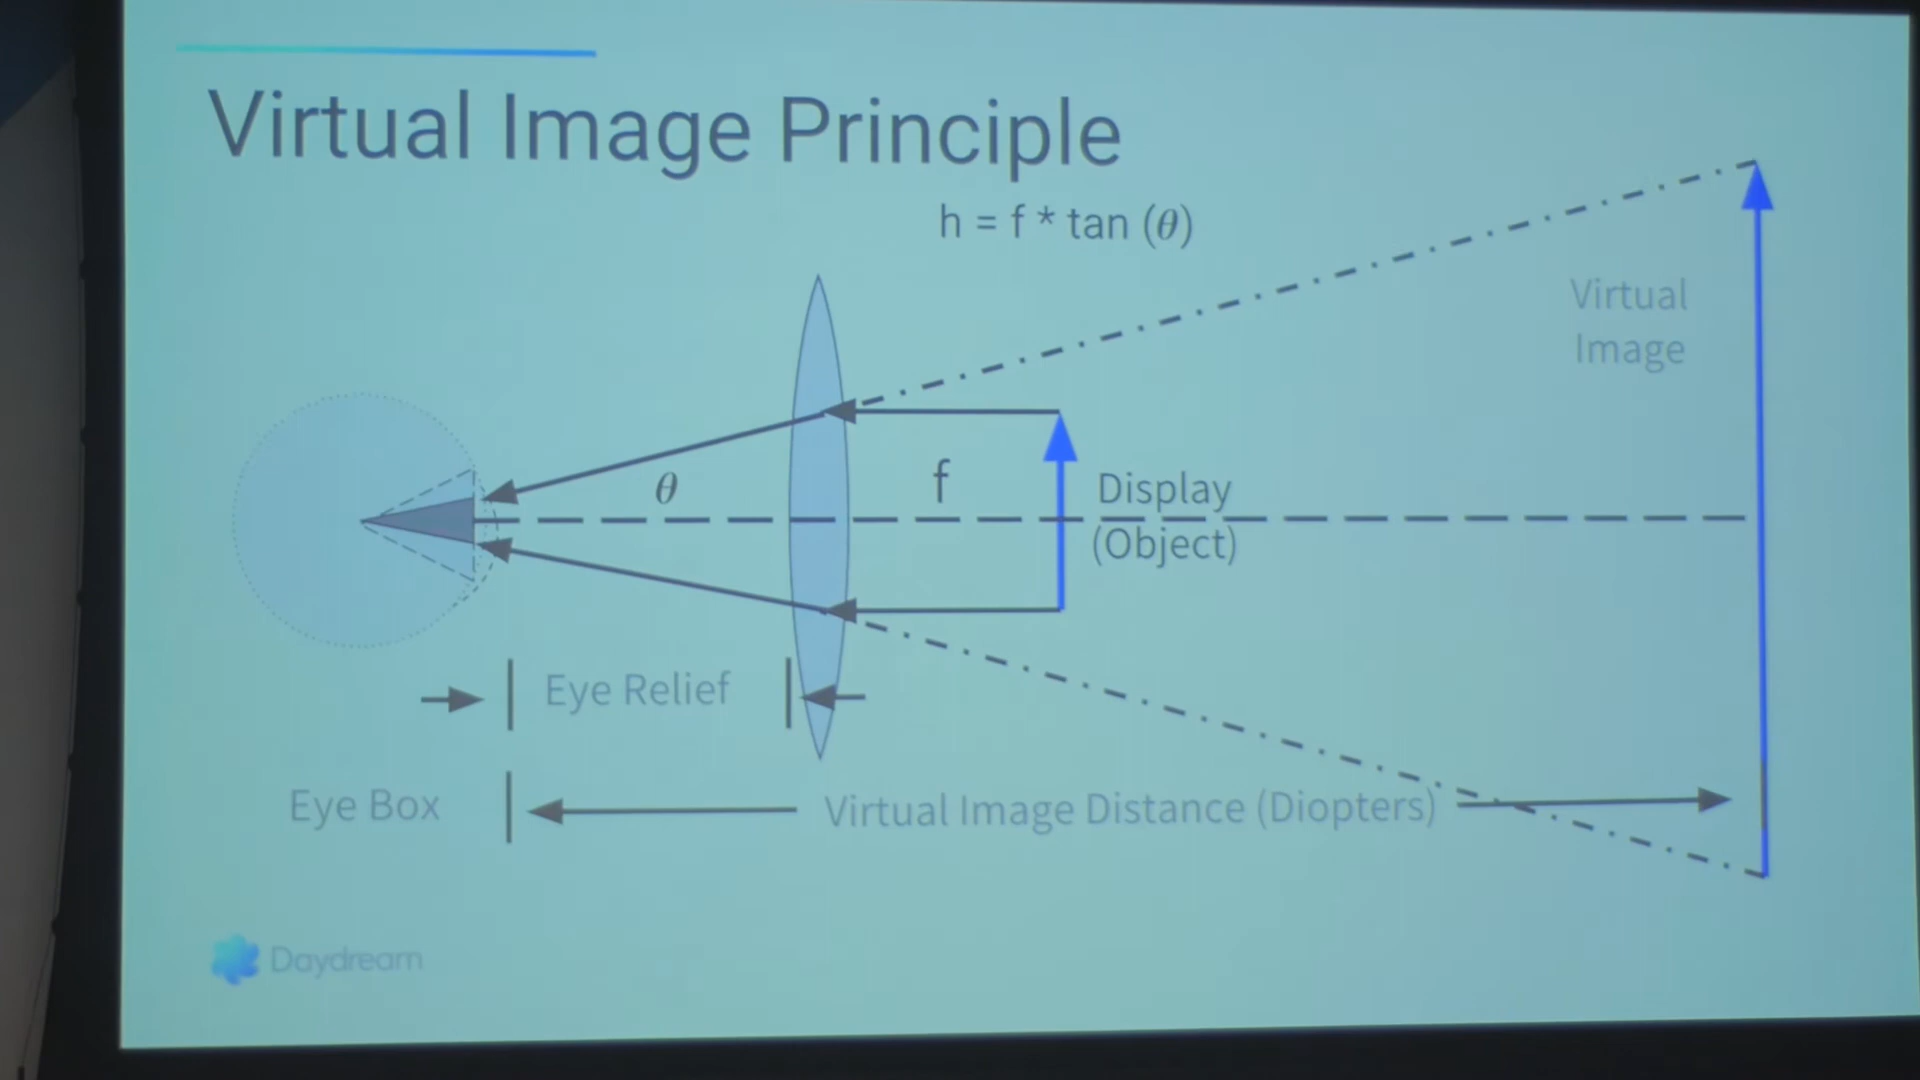 Virtual Image Principle
h = f * tan (θ)
Virtual
Image
θ
f
Display
(Object)
Eye Relief
Eye Box
Virtual Image Distance (Diopters)
Daydream